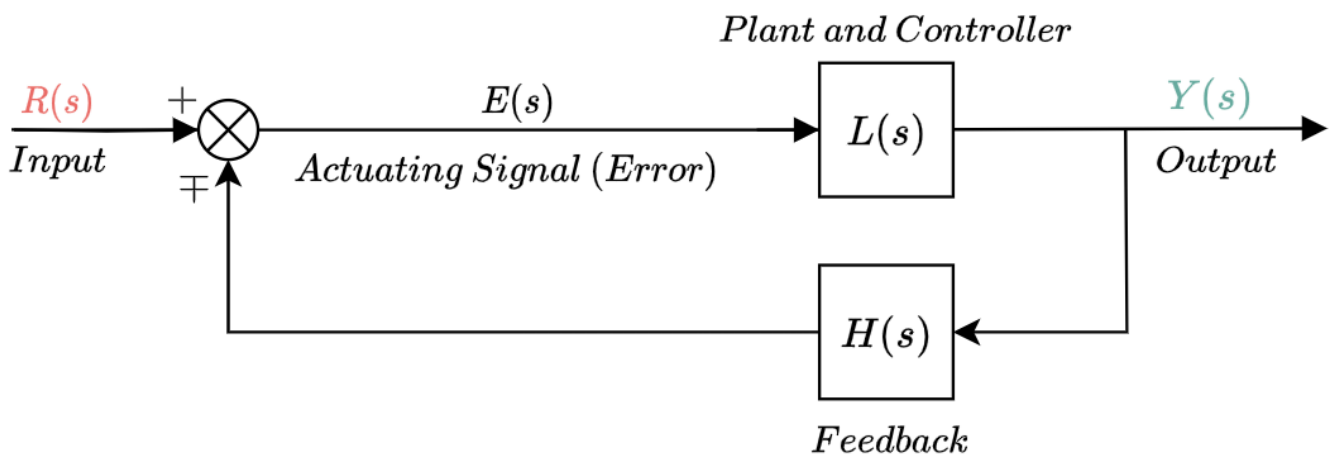 Plant and Controller
R(s)
+
E(s)
L(s)
Y(s)
Input
∓
Actuating Signal (Error)
Output
H(s)
Feedback